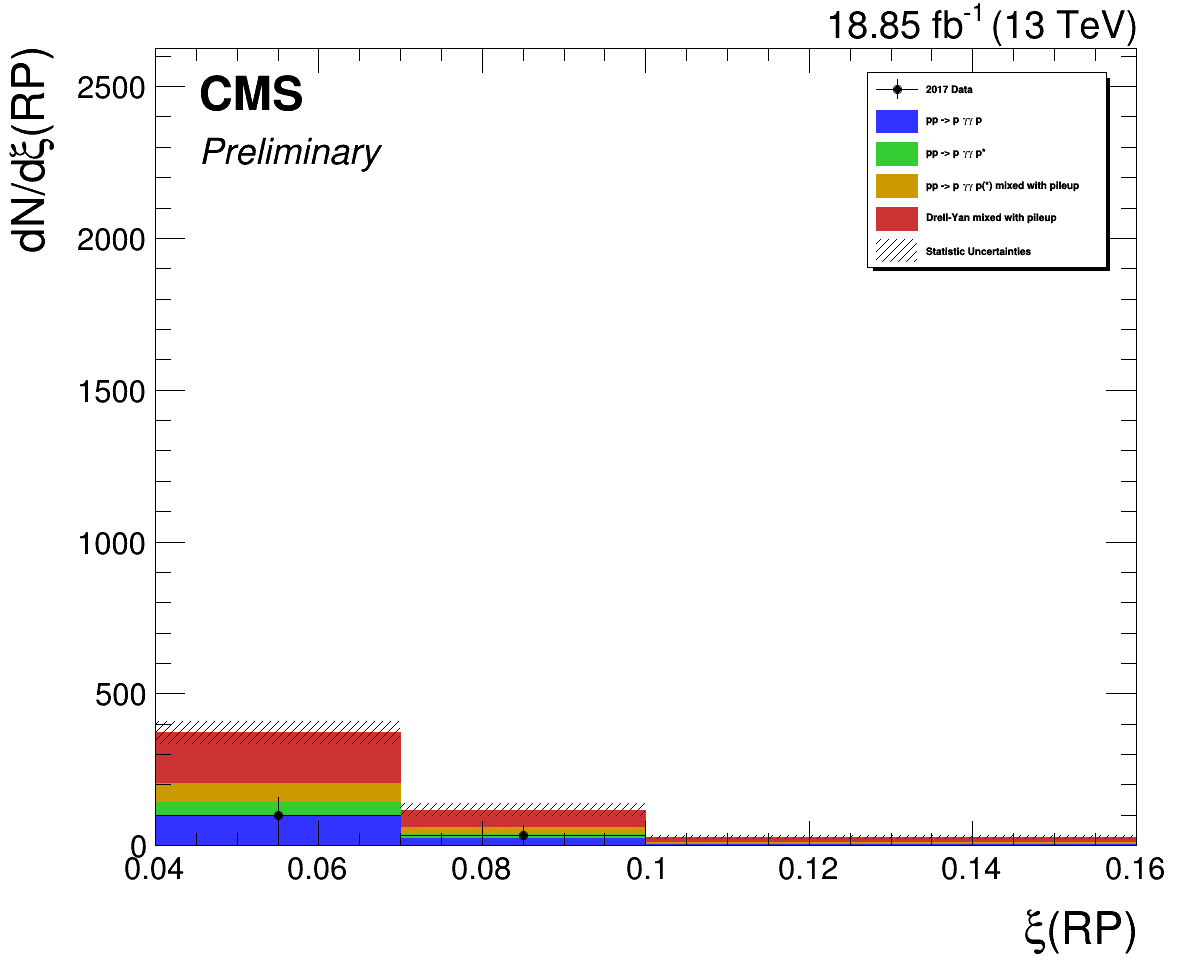 18.85 fb⁻¹ (13 TeV)
dN/dξ(RP)
CMS
Preliminary
2017 Data
pp -> p γγ p
pp -> p γγ p*
pp -> p γγ p(*) mixed with pileup
Drell-Yan mixed with pileup
Statistic Uncertainties
2500
2000
1500
1000
500
0
0.04 0.06 0.08 0.1 0.12 0.14 0.16
ξ(RP)